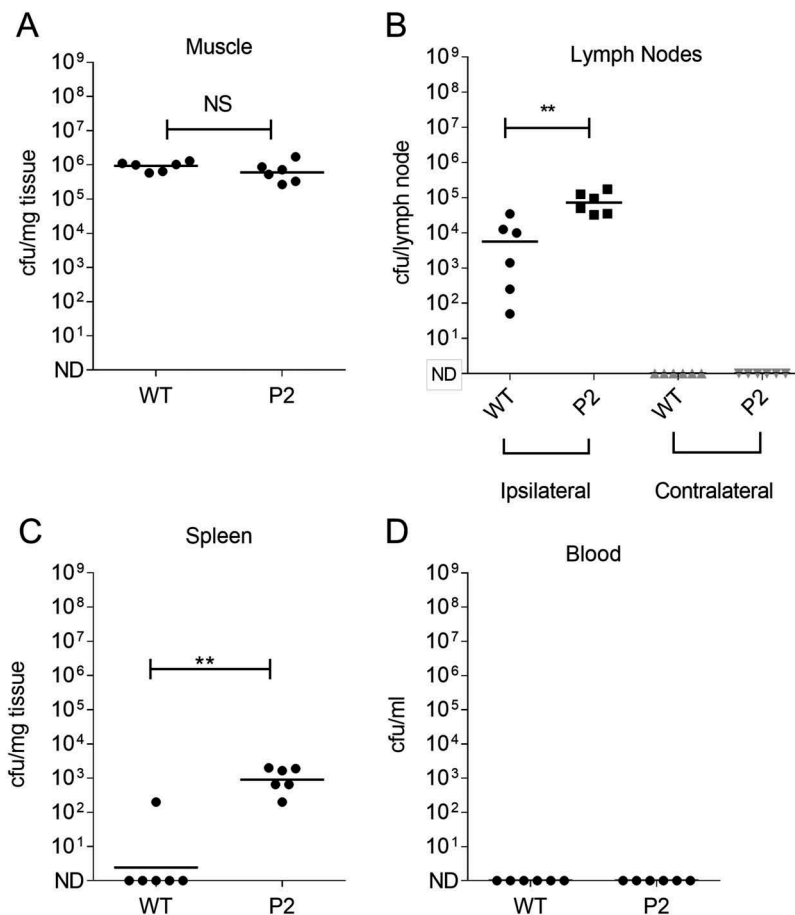 A
Muscle
10⁹
10⁸
10⁷
10⁶
10⁵
10⁴
10³
10²
10¹
ND
cfu/mg tissue
NS
WT P2
B
Lymph Nodes
10⁹
10⁸
10⁷
10⁶
10⁵
10⁴
10³
10²
10¹
ND
cfu/lymph node
**
WT P2 WT P2
Ipsilateral Contralateral
C
Spleen
10⁹
10⁸
10⁷
10⁶
10⁵
10⁴
10³
10²
10¹
ND
cfu/mg tissue
**
WT P2
D
Blood
10⁹
10⁸
10⁷
10⁶
10⁵
10⁴
10³
10²
10¹
ND
cfu/ml
WT P2